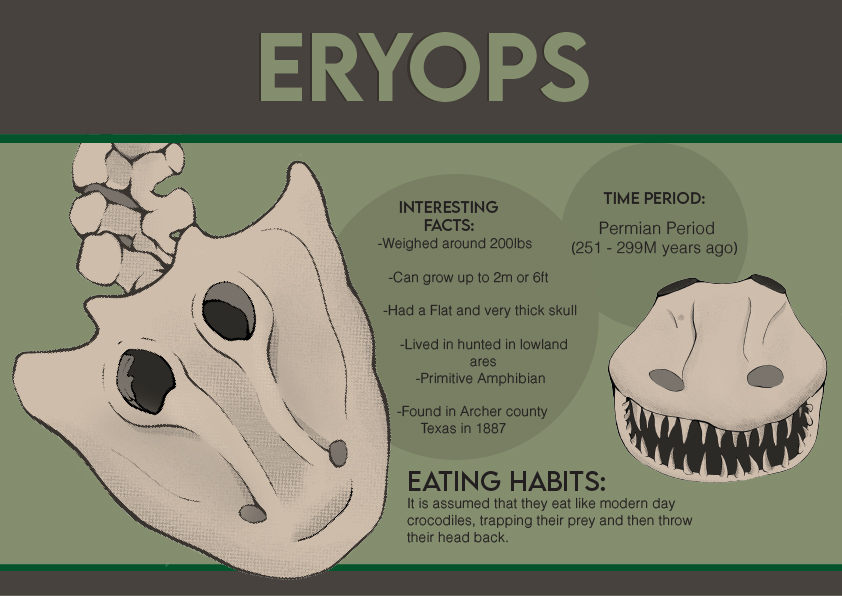 ERYOPS
INTERESTING
FACTS:
-Weighed around 200lbs
-Can grow up to 2m or 6ft
-Had a Flat and very thick skull
-Lived in hunted in lowland
ares
-Primitive Amphibian
-Found in Archer county
Texas in 1887
TIME PERIOD:
Permian Period
(251 - 299M years ago)
EATING HABITS:
It is assumed that they eat like modern day
crocodiles, trapping their prey and then throw
their head back.